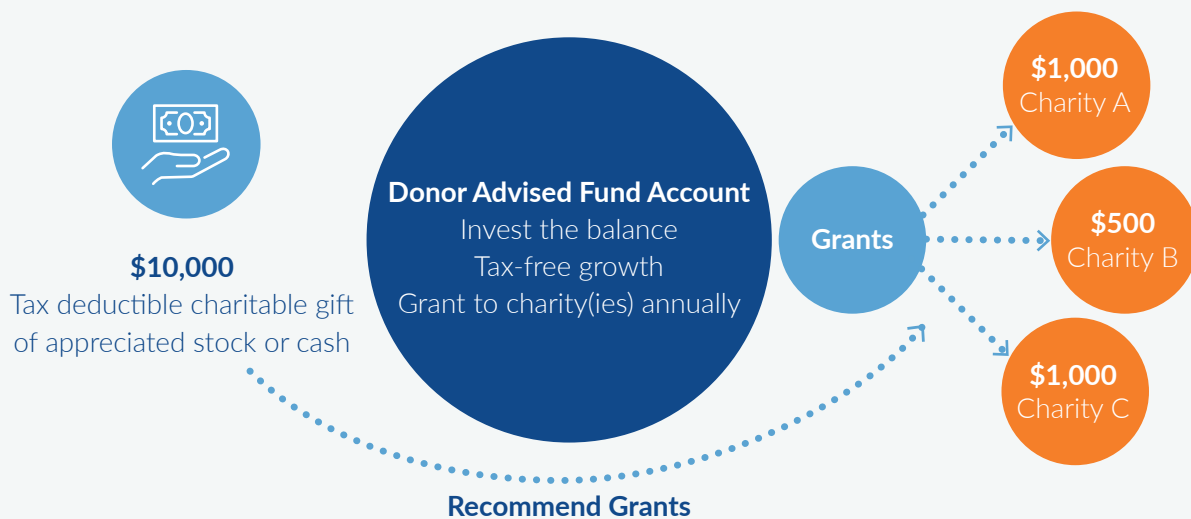 $10,000
Tax deductible charitable gift
of appreciated stock or cash
Donor Advised Fund Account
Invest the balance
Tax-free growth
Grant to charity(ies) annually
Grants
$1,000
Charity A
$500
Charity B
$1,000
Charity C
Recommend Grants